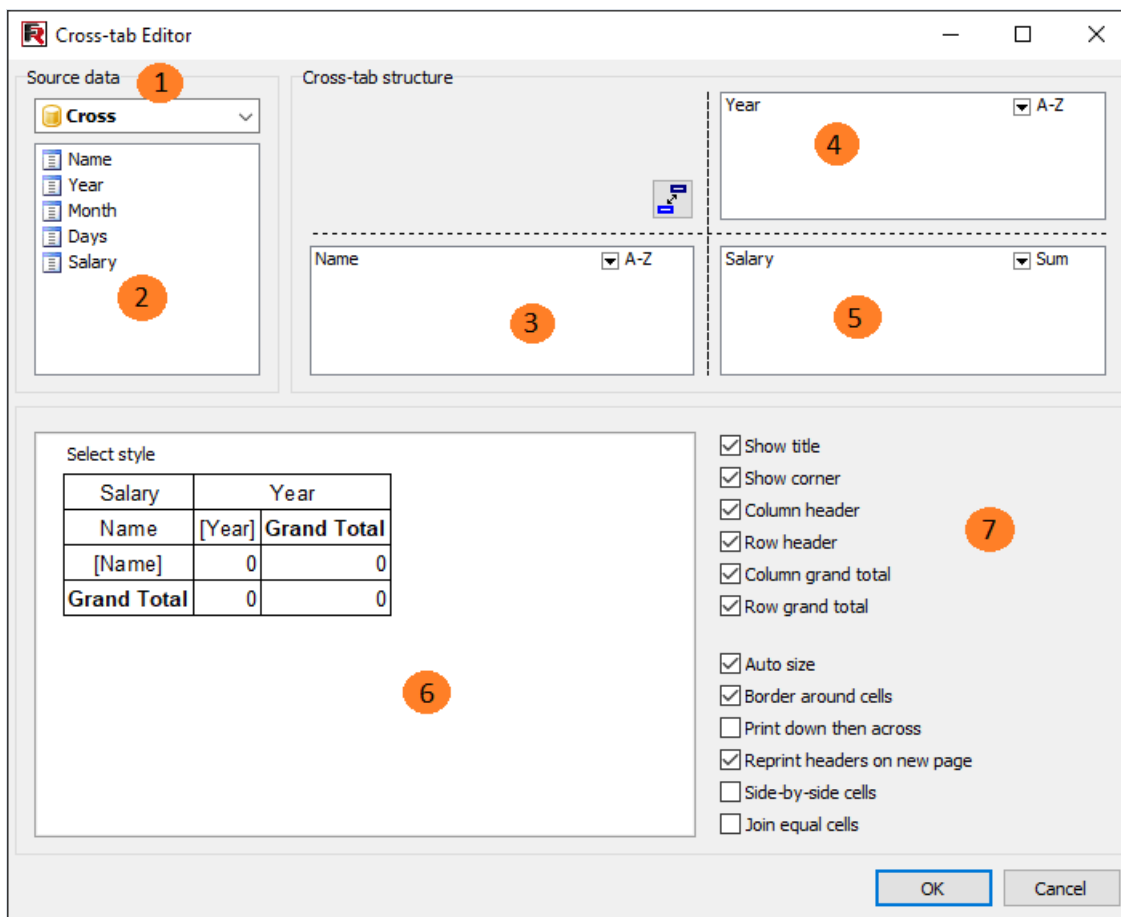 Cross-tab Editor
Source data
1
Cross
Name
Year
Month
Days
Salary
2
Cross-tab structure
Year A-Z
4
Name A-Z
3
Salary Sum
5
Select style
Salary Year
Name [Year] Grand Total
[Name] 0 0
Grand Total 0 0
6
Show title
Show corner
Column header
Row header
Column grand total
Row grand total
7
Auto size
Border around cells
Print down then across
Reprint headers on new page
Side-by-side cells
Join equal cells
OK Cancel